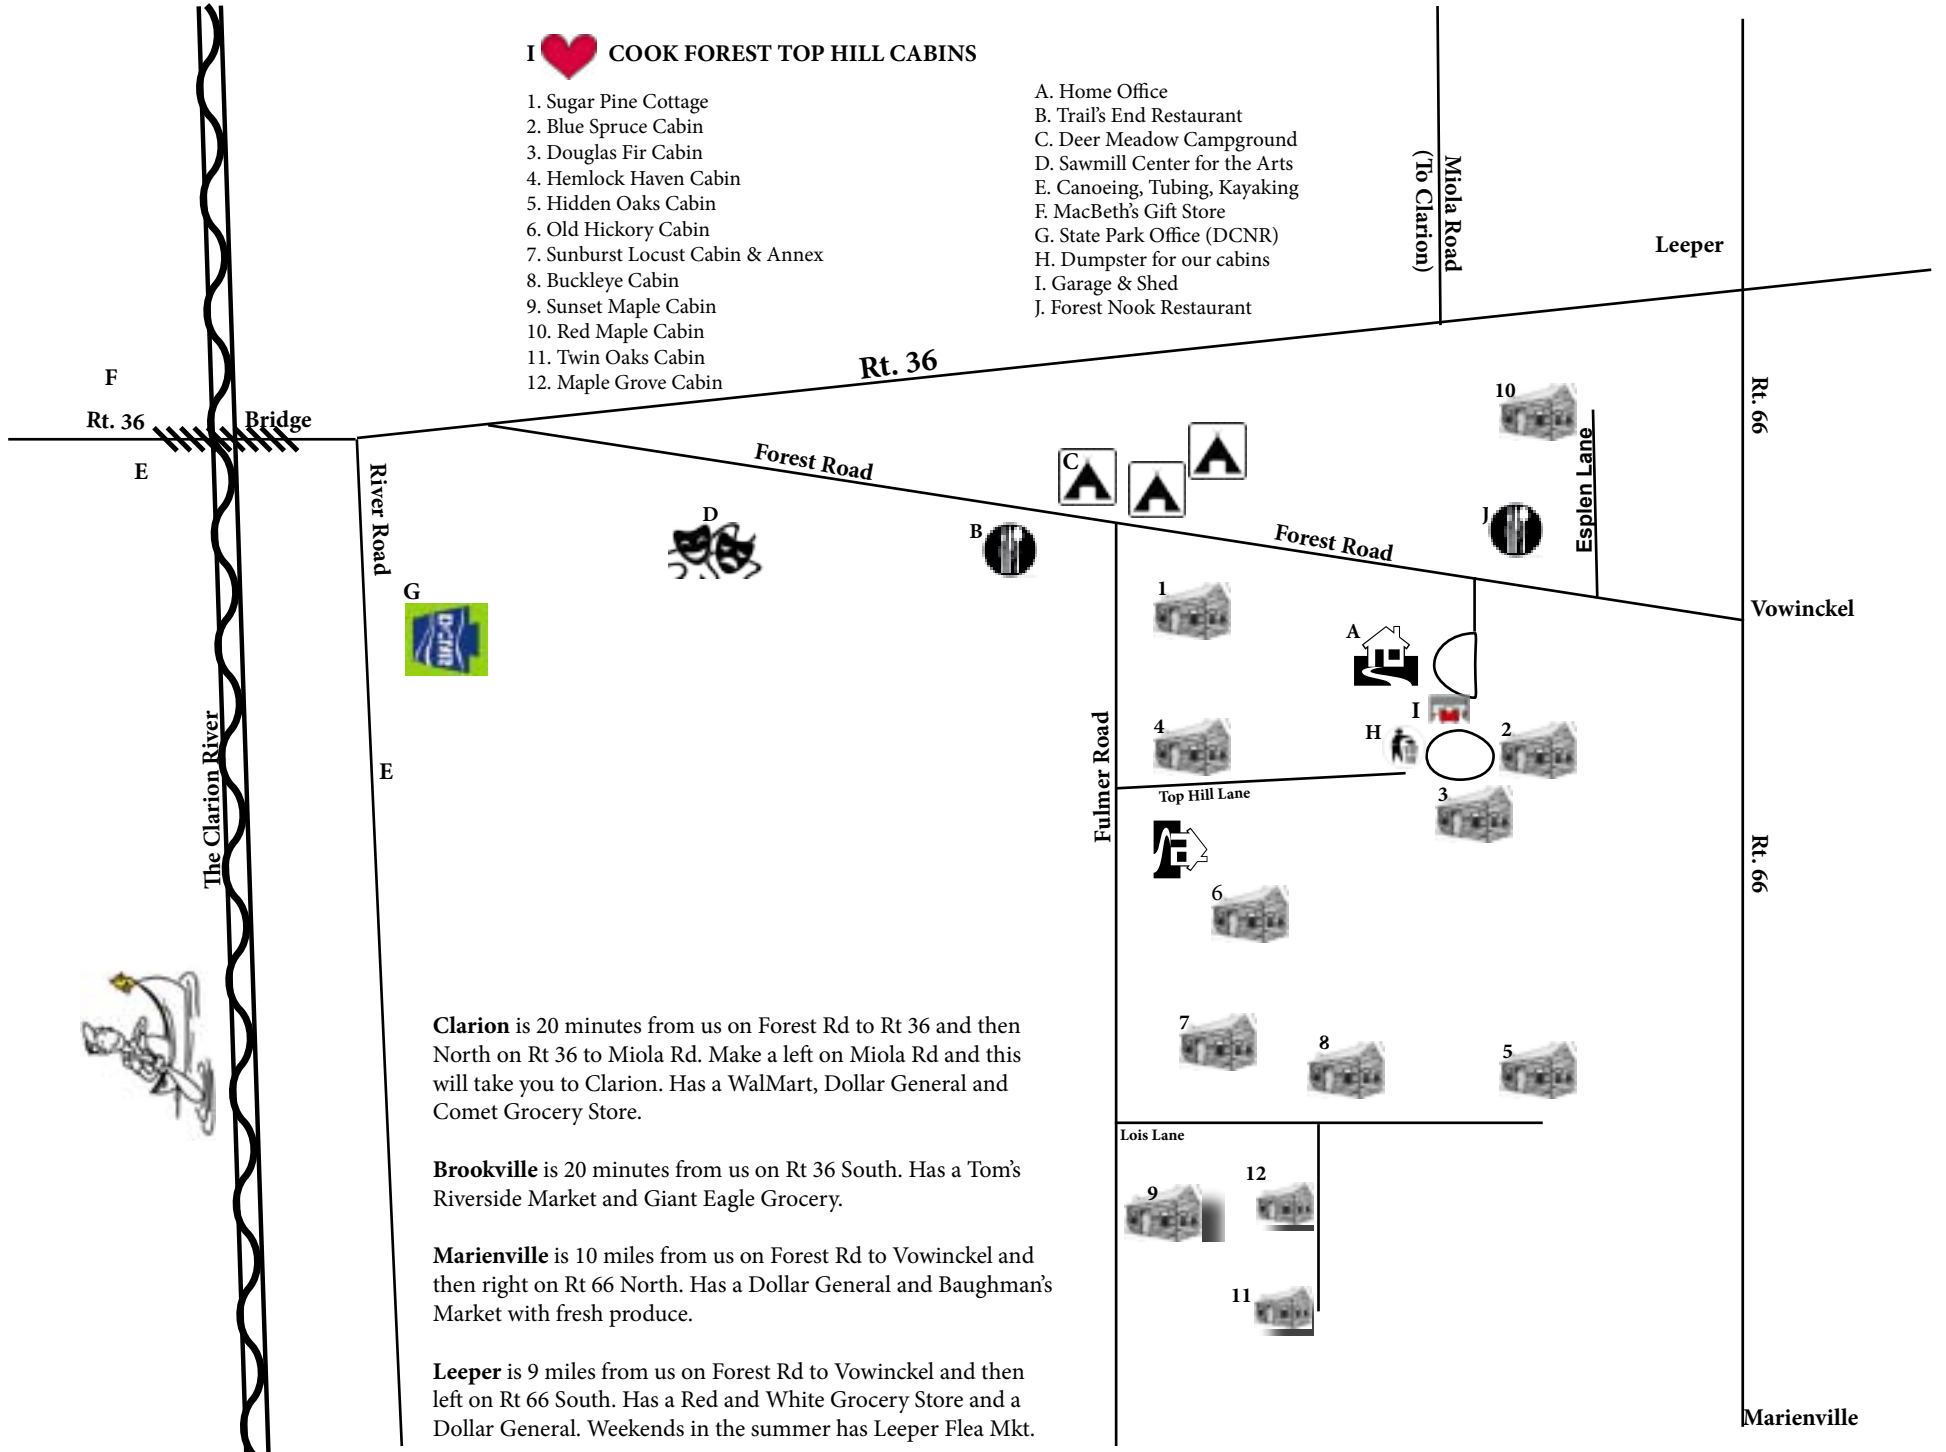 I COOK FOREST TOP HILL CABINS
1. Sugar Pine Cottage
2. Blue Spruce Cabin
3. Douglas Fir Cabin
4. Hemlock Haven Cabin
5. Hidden Oaks Cabin
6. Old Hickory Cabin
7. Sunburst Locust Cabin & Annex
8. Buckleye Cabin
9. Sunset Maple Cabin
10. Red Maple Cabin
11. Twin Oaks Cabin
12. Maple Grove Cabin
A. Home Office
B. Trail's End Restaurant
C. Deer Meadow Campground
D. Sawmill Center for the Arts
E. Canoeing, Tubing, Kayaking
F. MacBeth's Gift Store
G. State Park Office (DCNR)
H. Dumpster for our cabins
I. Garage & Shed
J. Forest Nook Restaurant
Miola Road
(To Clarion)
Leeper
Rt. 36
F
Rt. 36
Bridge
E
River Road
Forest Road
C
10
Rt. 66
Esplen Lane
J
D
B
Forest Road
G
DCNR
1
A
Vowinckel
I
H
2
4
Fulmer Road
Top Hill Lane
3
The Clarion River
E
Rt. 66
6
7
8
5
Lois Lane
9
12
11
Clarion is 20 minutes from us on Forest Rd to Rt 36 and then
North on Rt 36 to Miola Rd. Make a left on Miola Rd and this
will take you to Clarion. Has a WalMart, Dollar General and
Comet Grocery Store.
Brookville is 20 minutes from us on Rt 36 South. Has a Tom's
Riverside Market and Giant Eagle Grocery.
Marienville is 10 miles from us on Forest Rd to Vowinckel and
then right on Rt 66 North. Has a Dollar General and Baughman's
Market with fresh produce.
Leeper is 9 miles from us on Forest Rd to Vowinckel and then
left on Rt 66 South. Has a Red and White Grocery Store and a
Dollar General. Weekends in the summer has Leeper Flea Mkt.
Marienville